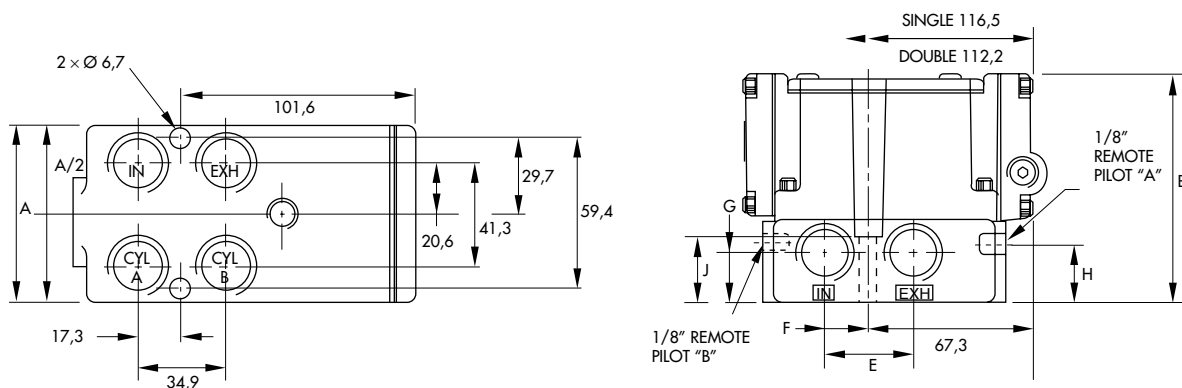 2 × Ø 6,7
101,6
A/2
A
IN
EXH
CYL
A
CYL
B
29,7
20,6
41,3
59,4
17,3
34,9
SINGLE 116,5
DOUBLE 112,2
1/8”
REMOTE
PILOT “A”
B
G
J
H
IN
EXH
1/8” REMOTE
PILOT “B”
F
E
67,3